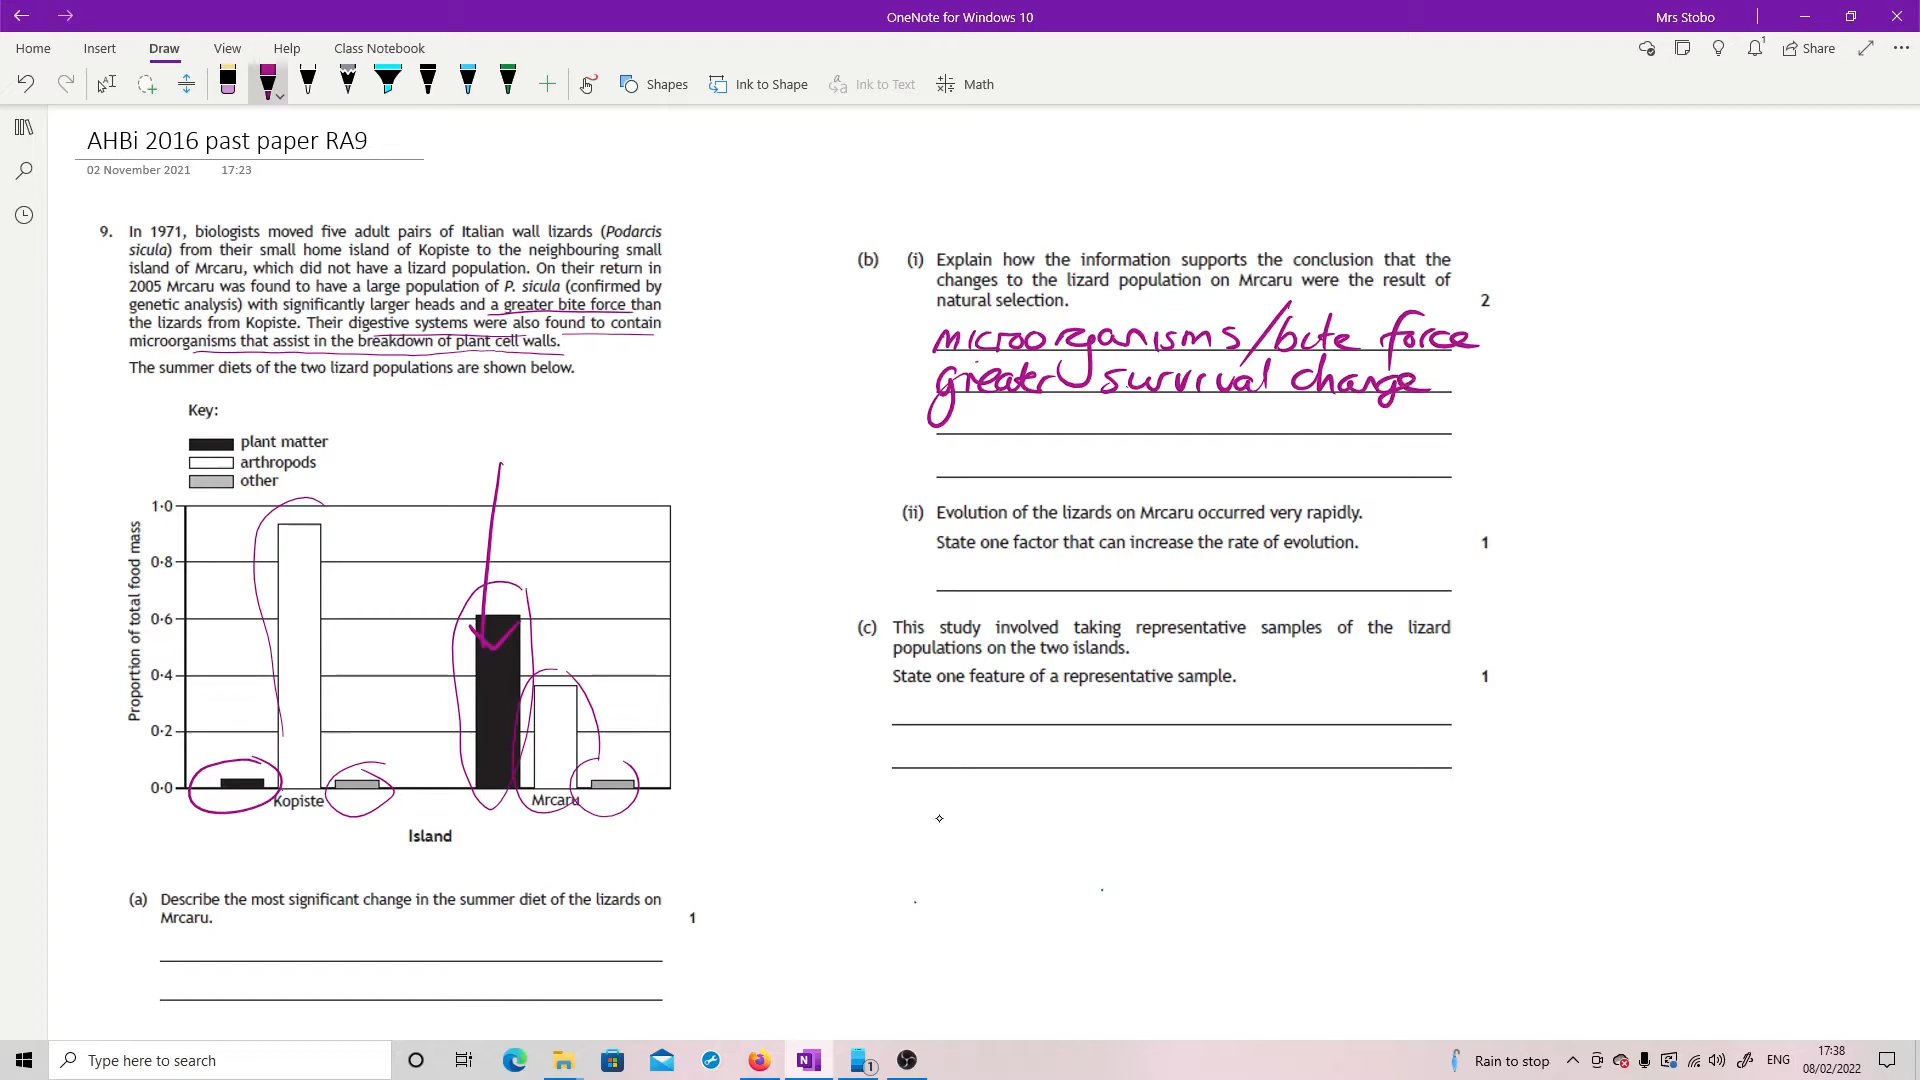 OneNote for Windows 10
Mrs Stobo
Home
Insert
Draw
View
Help
Class Notebook
Share
Shapes
Ink to Shape
Ink to Text
Math
AHBi 2016 past paper RA9
02 November 2021 17:23
9. In 1971, biologists moved five adult pairs of Italian wall lizards (Podarcis
sicula) from their small home island of Kopiste to the neighbouring small
island of Mrcaru, which did not have a lizard population. On their return in
2005 Mrcaru was found to have a large population of P. sicula (confirmed by
genetic analysis) with significantly larger heads and a greater bite force than
the lizards from Kopiste. Their digestive systems were also found to contain
microorganisms that assist in the breakdown of plant cell walls.
The summer diets of the two lizard populations are shown below.
Key:
plant matter
arthropods
other
Proportion of total food mass
1·0
0·8
0·6
0·4
0·2
0·0
Kopiste
Mrcaru
Island
(a) Describe the most significant change in the summer diet of the lizards on
Mrcaru. 1
(b) (i) Explain how the information supports the conclusion that the
changes to the lizard population on Mrcaru were the result of
natural selection. 2
microorganisms/bite force
greater survival change
(ii) Evolution of the lizards on Mrcaru occurred very rapidly.
State one factor that can increase the rate of evolution. 1
(c) This study involved taking representative samples of the lizard
populations on the two islands.
State one feature of a representative sample. 1
Type here to search
1
Rain to stop
ENG
17:38
08/02/2022